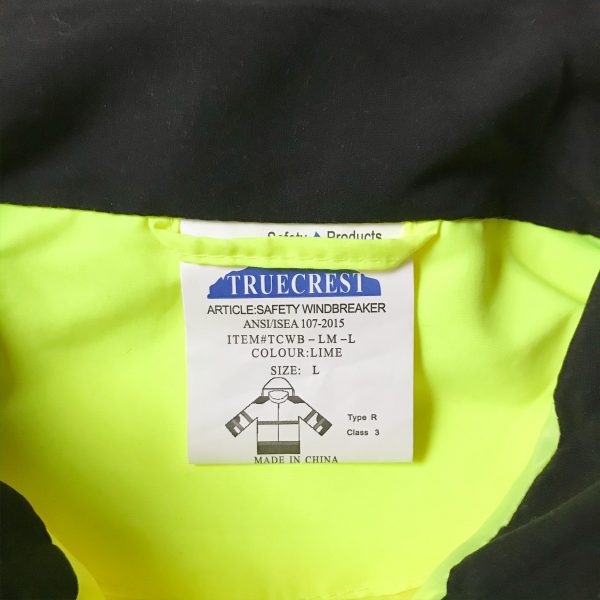 Safety Products
TRUECREST
ARTICLE:SAFETY WINDBREAKER
ANSI/ISEA 107-2015
ITEM#TCWB-LM-L
COLOUR:LIME
SIZE: L
Type R
Class 3
MADE IN CHINA